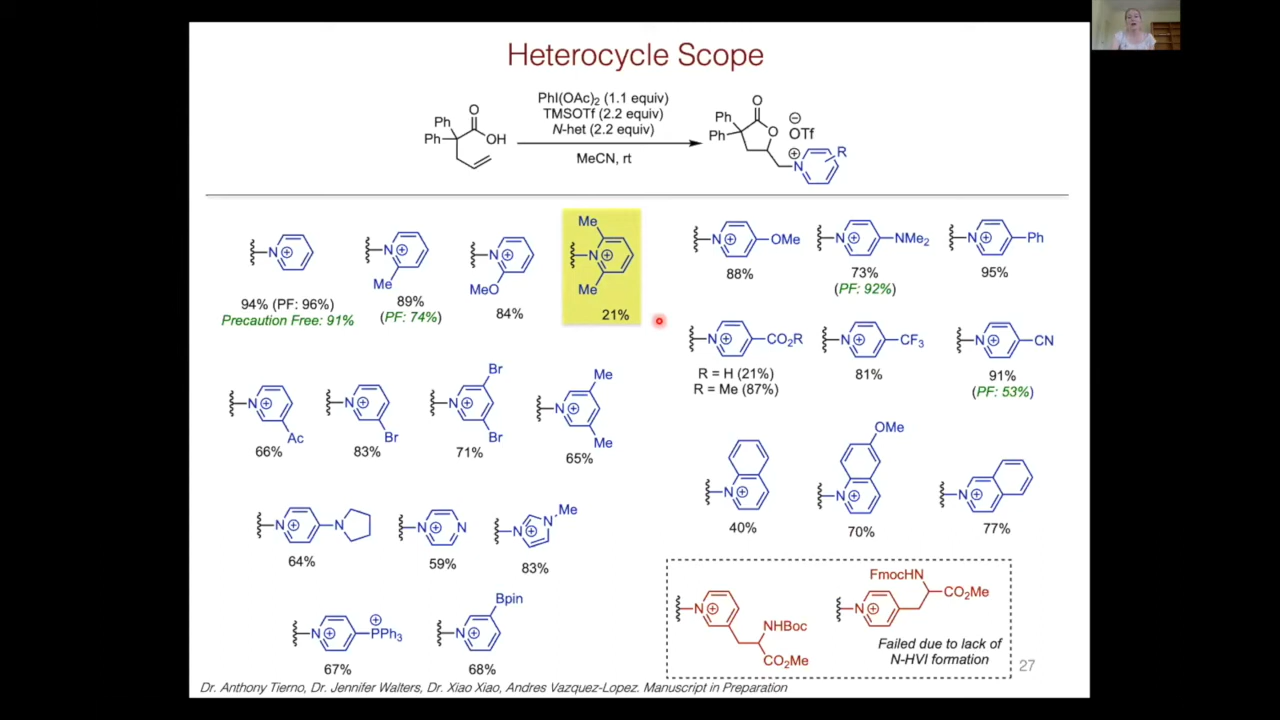 Heterocycle Scope
Ph
Ph
O
OH
PhI(OAc)2 (1.1 equiv)
TMSOTf (2.2 equiv)
N-het (2.2 equiv)
MeCN, rt
Ph
Ph
O
O
OTf
N
R
N
94% (PF: 96%)
Precaution Free: 91%
N
Me
89%
(PF: 74%)
N
MeO
84%
Me
N
Me
21%
N
OMe
88%
N
NMe2
73%
(PF: 92%)
N
Ph
95%
N
CO2R
R = H (21%)
R = Me (87%)
N
CF3
81%
N
CN
91%
(PF: 53%)
N
Ac
66%
N
Br
83%
Br
N
Br
71%
Me
N
Me
65%
N
40%
OMe
N
70%
N
77%
N
N
64%
N
N
59%
Me
N
N
83%
N
PPh3
67%
Bpin
N
68%
N
NHBoc
CO2Me
FmocHN
CO2Me
N
Failed due to lack of
N-HVI formation
27
Dr. Anthony Tierno, Dr. Jennifer Walters, Dr. Xiao Xiao, Andres Vazquez-Lopez. Manuscript in Preparation